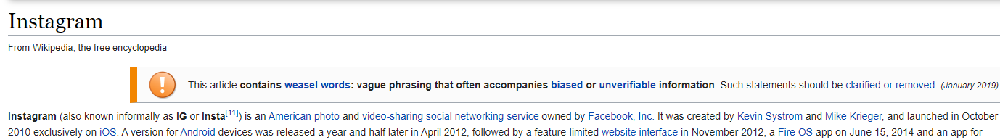 Instagram
From Wikipedia, the free encyclopedia
This article contains weasel words: vague phrasing that often accompanies biased or unverifiable information. Such statements should be clarified or removed. (January 2019)
Instagram (also known informally as IG or Insta[11]) is an American photo and video-sharing social networking service owned by Facebook, Inc. It was created by Kevin Systrom and Mike Krieger, and launched in October
2010 exclusively on iOS. A version for Android devices was released a year and half later in April 2012, followed by a feature-limited website interface in November 2012, a Fire OS app on June 15, 2014 and an app for